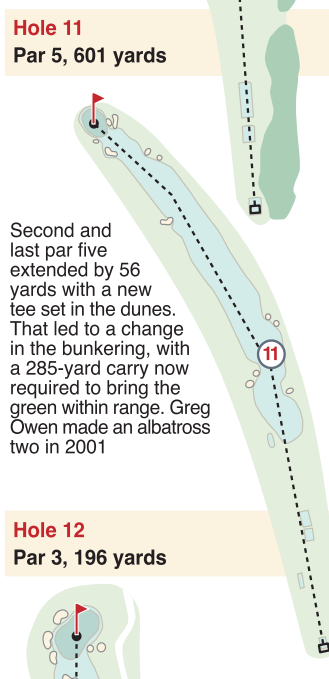 Hole 11
Par 5, 601 yards
Second and
last par five
extended by 56
yards with a new
tee set in the dunes.
That led to a change
in the bunkering, with
a 285-yard carry now
required to bring the
green within range. Greg
Owen made an albatross
two in 2001
11
Hole 12
Par 3, 196 yards